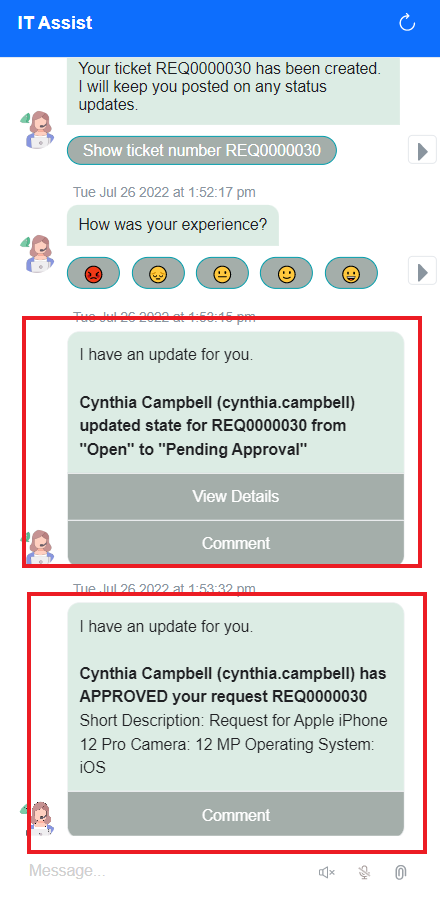 IT Assist
Your ticket REQ0000030 has been created.
I will keep you posted on any status
updates.
Show ticket number REQ0000030
Tue Jul 26 2022 at 1:52:17 pm
How was your experience?
Tue Jul 26 2022 at 1:53:15 pm
I have an update for you.
Cynthia Campbell (cynthia.campbell)
updated state for REQ0000030 from
"Open" to "Pending Approval"
View Details
Comment
Tue Jul 26 2022 at 1:53:32 pm
I have an update for you.
Cynthia Campbell (cynthia.campbell) has
APPROVED your request REQ0000030
Short Description: Request for Apple iPhone
12 Pro Camera: 12 MP Operating System:
iOS
Comment
Message...